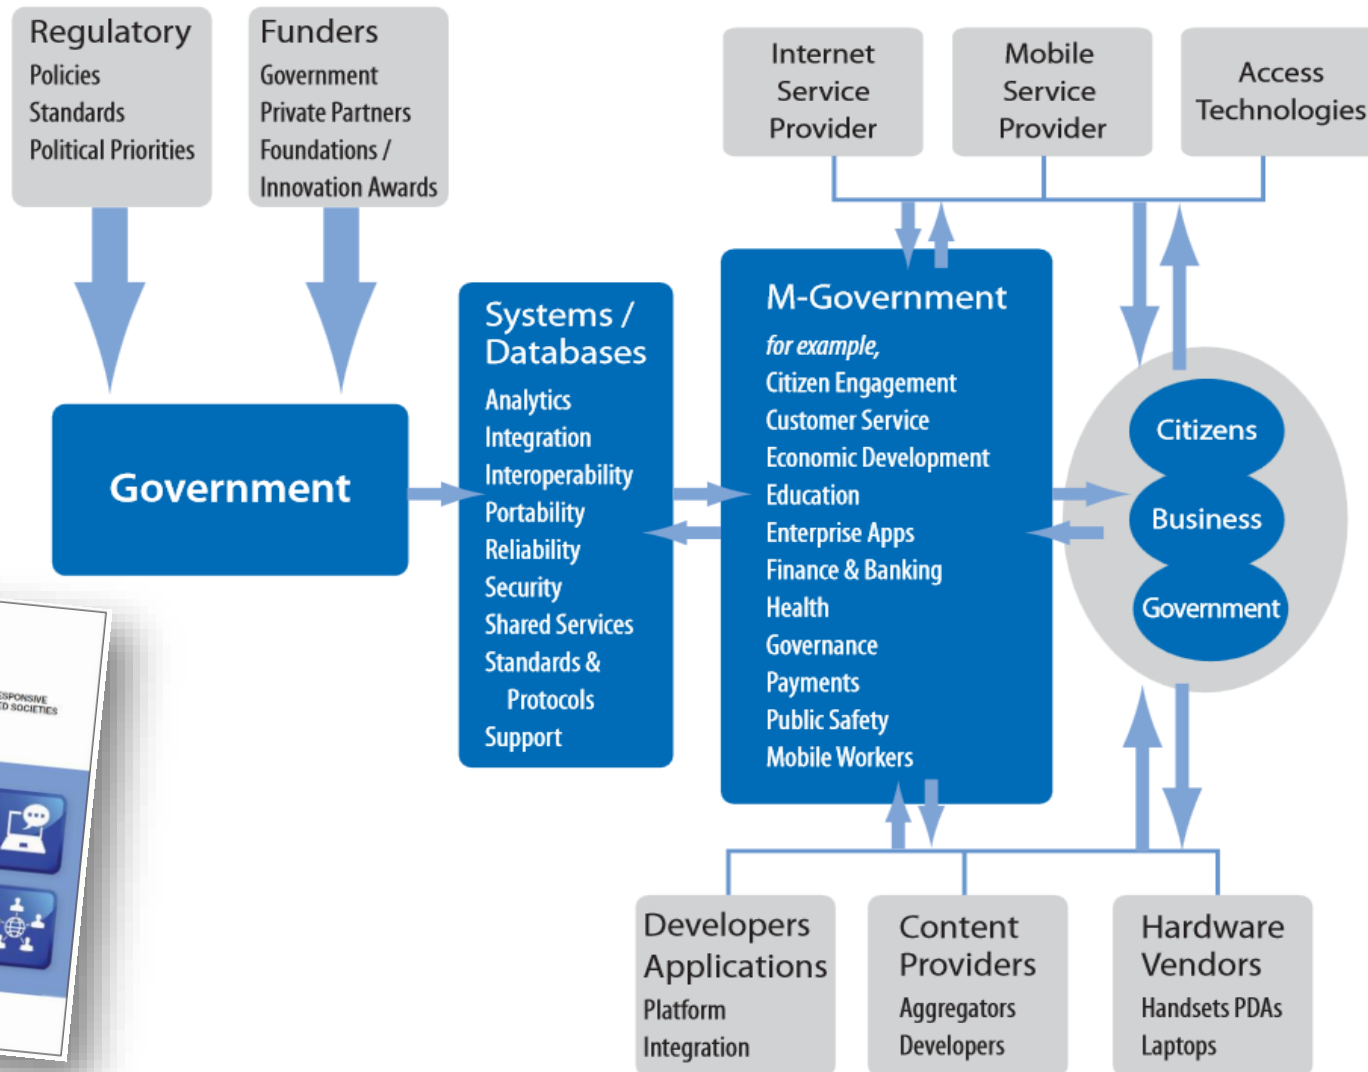 Regulatory
Policies
Standards
Political Priorities
Funders
Government
Private Partners
Foundations /
Innovation Awards
Internet
Service
Provider
Mobile
Service
Provider
Access
Technologies
Government
Systems /
Databases
Analytics
Integration
Interoperability
Portability
Reliability
Security
Shared Services
Standards &
Protocols
Support
M-Government
for example,
Citizen Engagement
Customer Service
Economic Development
Education
Enterprise Apps
Finance & Banking
Health
Governance
Payments
Public Safety
Mobile Workers
Citizens
Business
Government
SOCIETIES
Developers
Applications
Platform
Integration
Content
Providers
Aggregators
Developers
Hardware
Vendors
Handsets PDAs
Laptops